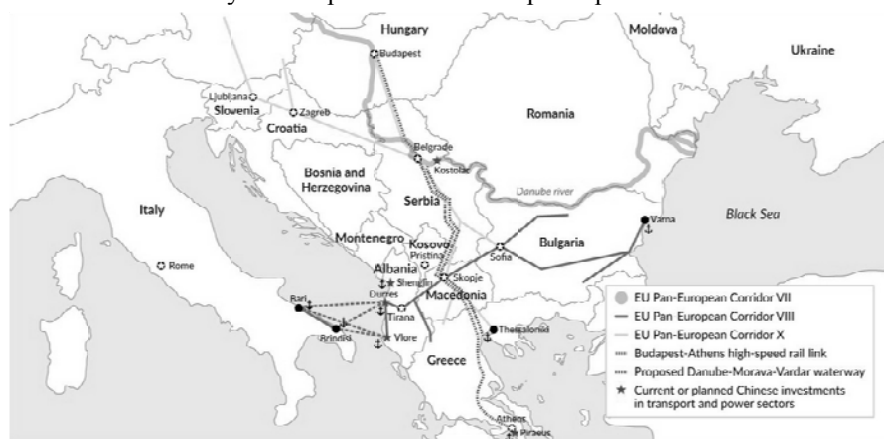 Hungary
Moldova
Ukraine
Budapest
Ljubljana
Slovenia
Zagreb
Croatia
Romania
Belgrade
Kostolac
Bosnia and
Herzegovina
Danube river
Serbia
Italy
Varna
Black Sea
Montenegro
Kosovo
Pristina
Bulgaria
Sofia
Rome
Albania
Shengjin
Skopje
Durres
Macedonia
Bari
Tirana
Brindisi
Vlore
Thessaloniki
Greece
Athens
Piraeus
EU Pan-European Corridor VII
EU Pan-European Corridor VIII
EU Pan-European Corridor X
Budapest-Athens high-speed rail link
Proposed Danube-Morava-Vardar waterway
Current or planned Chinese investments
in transport and power sectors